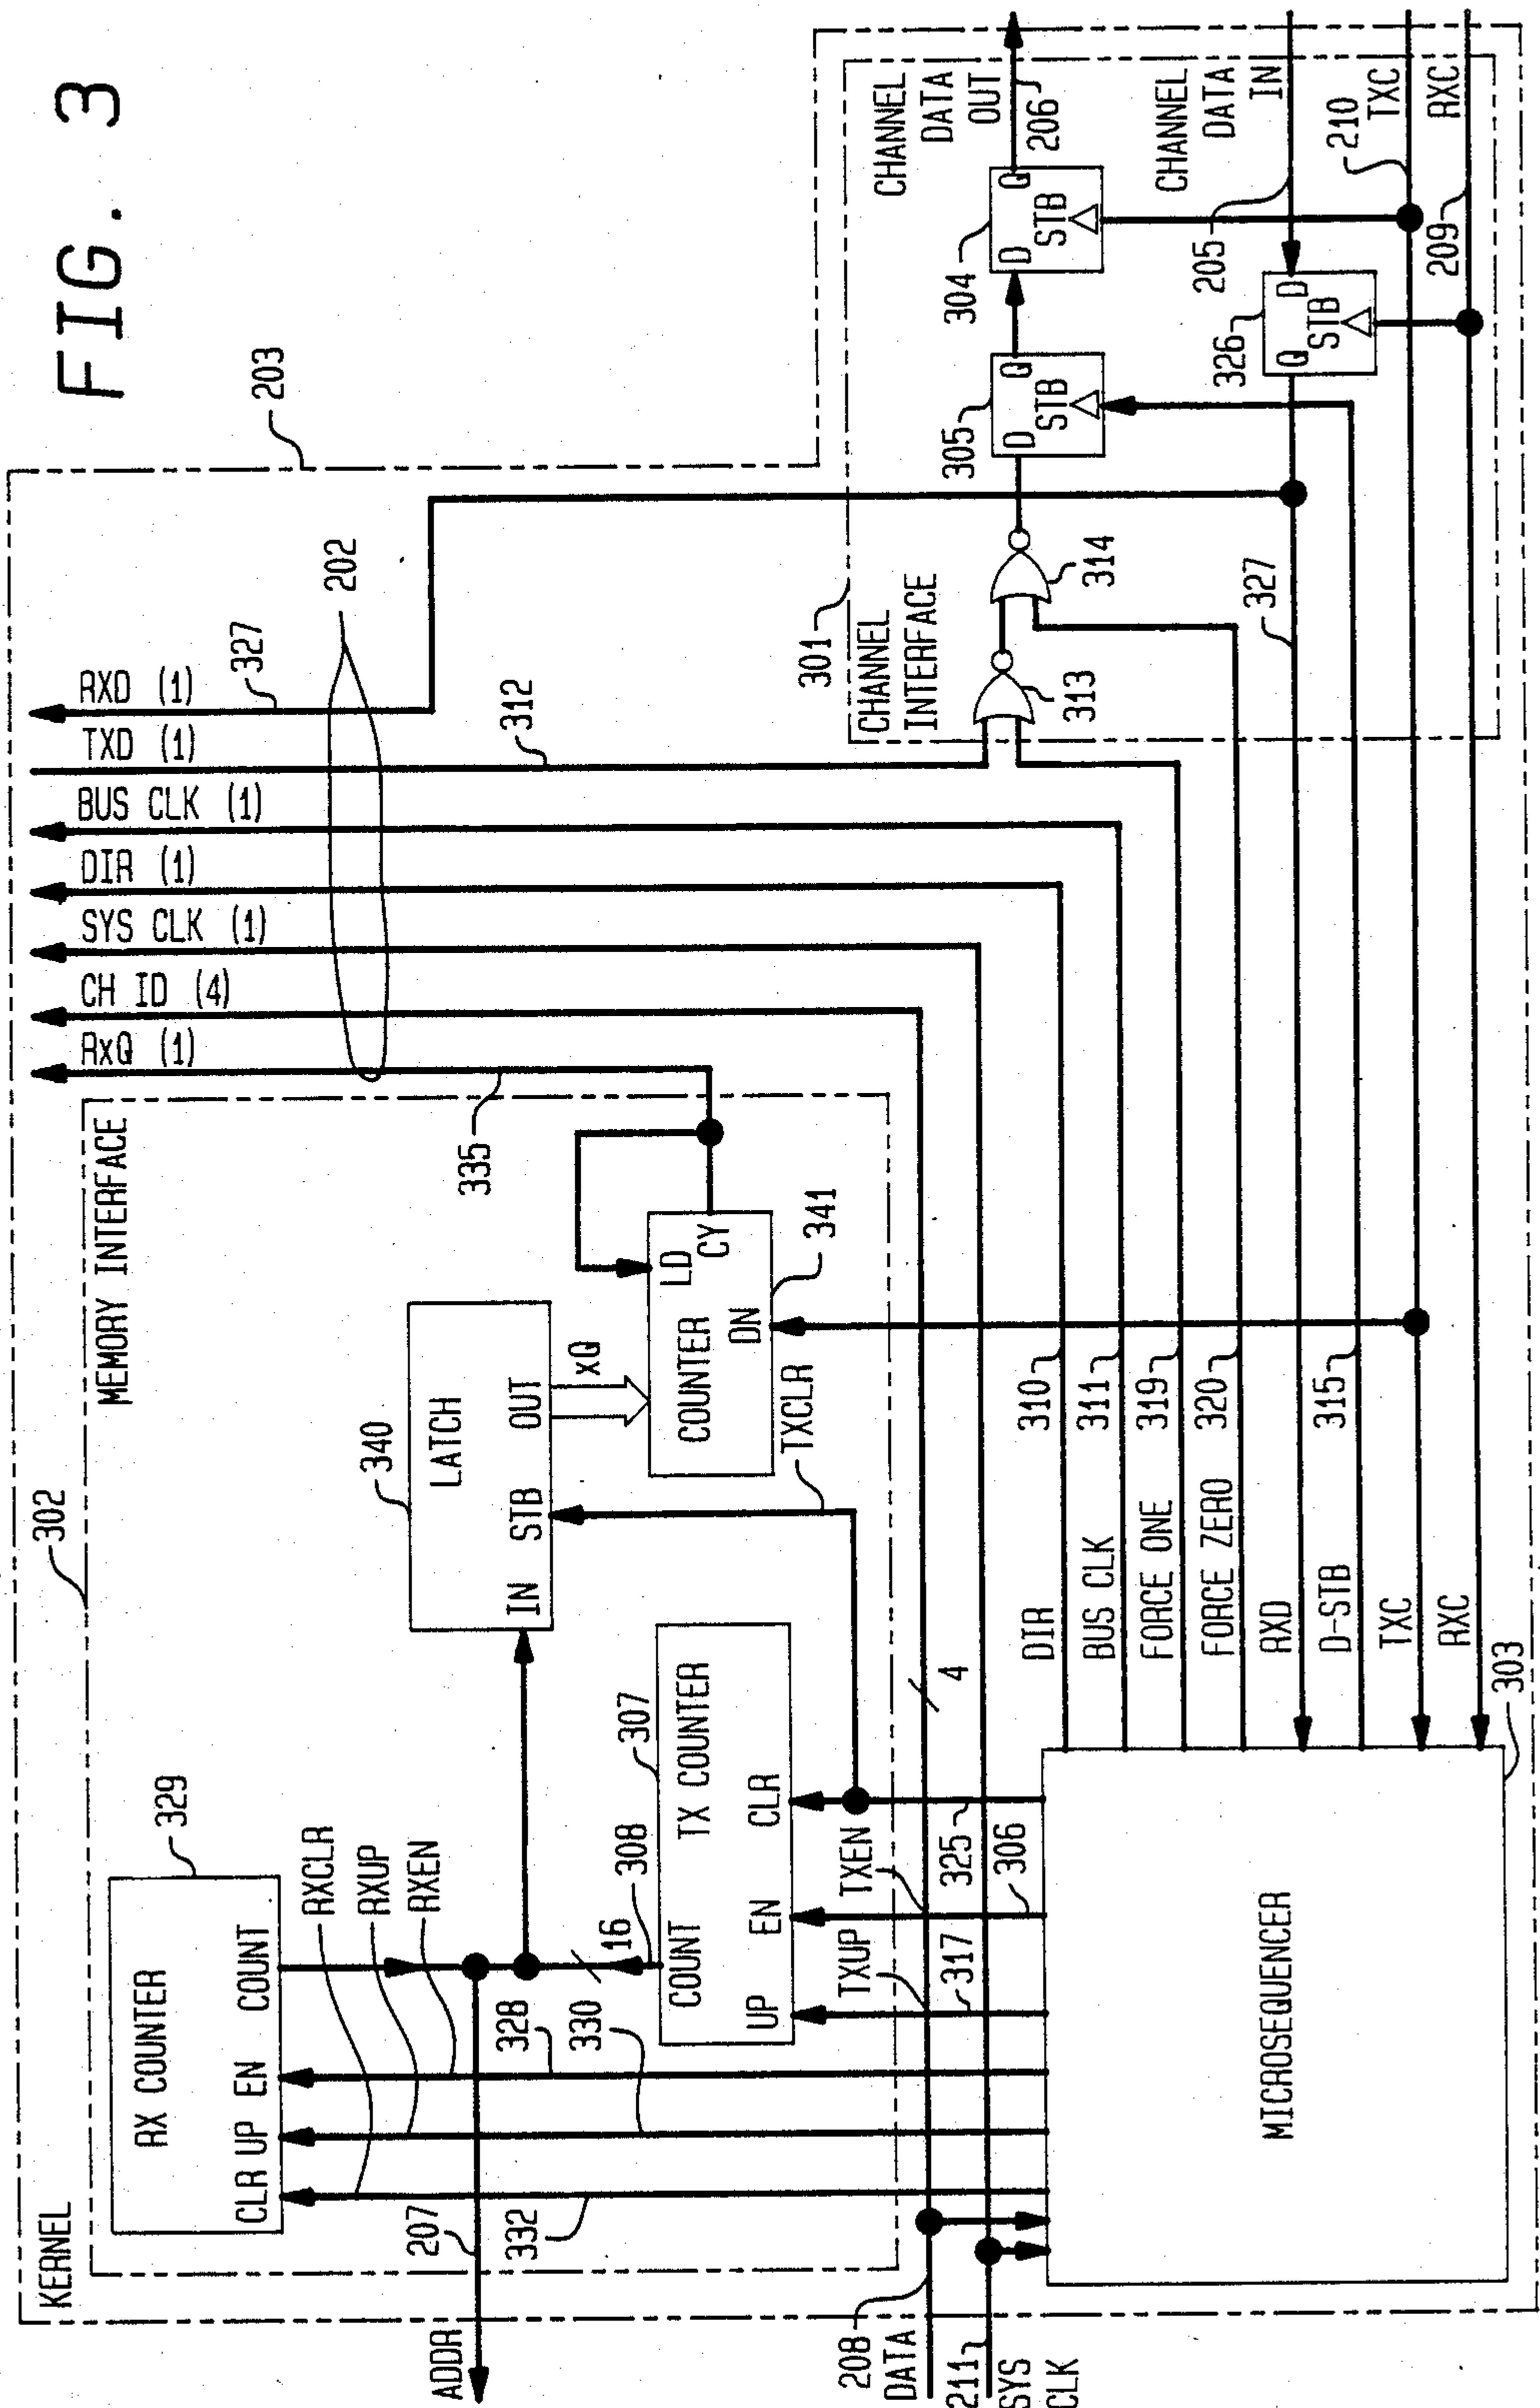 FIG. 3
KERNEL
203
302
MEMORY INTERFACE
RX COUNTER
CLR UP EN COUNT
329
RXCLR
RXUP
RXEN
ADDR
207
332
330
328
16
308
307
COUNT
TX COUNTER
UP EN CLR
340
LATCH
IN STB OUT
xQ
COUNTER
LD
CY
DN
341
TXCLR
335
RxQ (1)
CH ID (4)
SYS CLK (1)
DIR (1)
BUS CLK (1)
TXD (1)
RXD (1)
202
312
327
TXUP
TXEN
317
306
325
4
208
DATA
211
SYS
CLK
MICROSEQUENCER
303
DIR
310
BUS CLK
311
FORCE ONE
319
FORCE ZERO
320
RXD
D-STB
315
TXC
RXC
301
CHANNEL
INTERFACE
313
314
327
305
D
Q
STB
304
D
Q
STB
326
Q
D
STB
CHANNEL
DATA
OUT
206
CHANNEL
DATA
IN
205
210
TXC
209
RXC